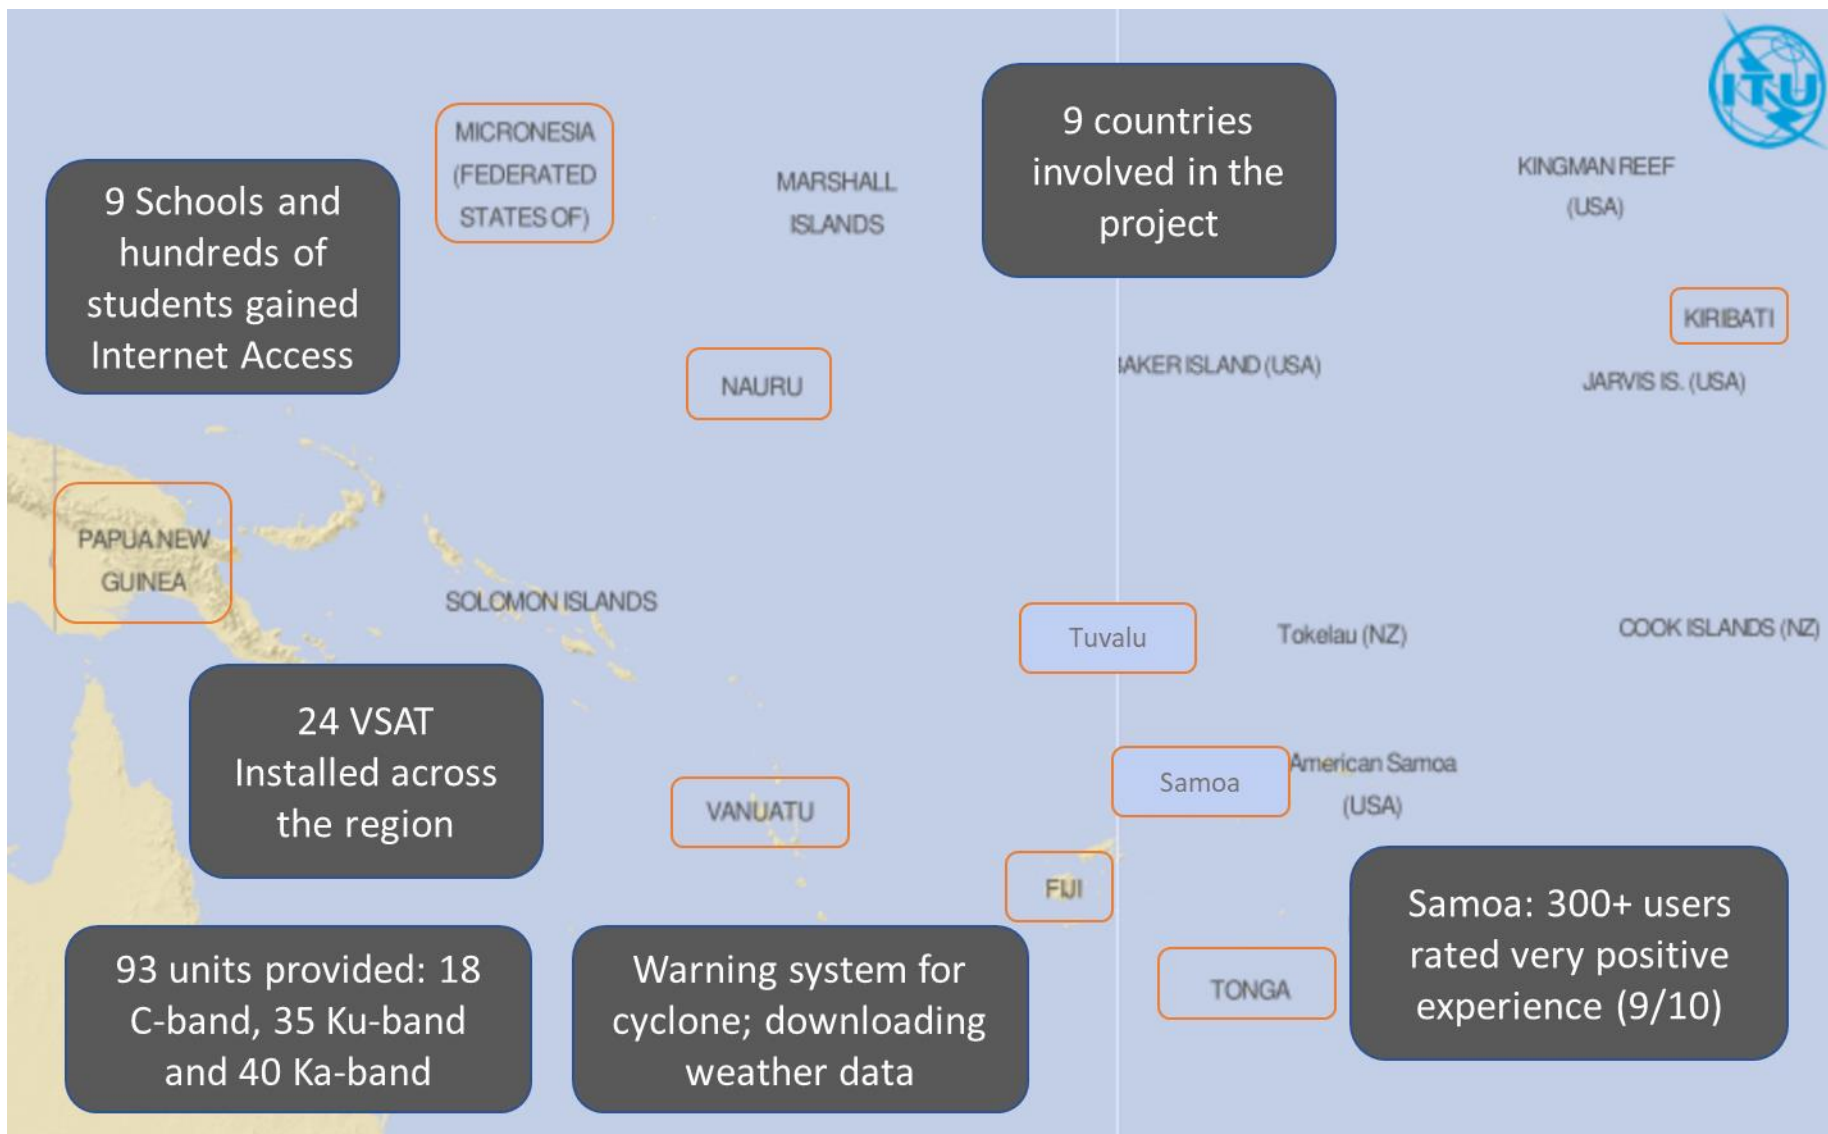 ITU
9 countries
involved in the
project
MICRONESIA
(FEDERATED
STATES OF)
MARSHALL
ISLANDS
KINGMAN REEF
(USA)
9 Schools and
hundreds of
students gained
Internet Access
KIRIBATI
NAURU
AKER ISLAND (USA)
JARVIS IS. (USA)
PAPUA NEW
GUINEA
SOLOMON ISLANDS
Tuvalu
Tokelau (NZ)
COOK ISLANDS (NZ)
24 VSAT
Installed across
the region
VANUATU
Samoa
American Samoa
(USA)
FIJI
TONGA
Samoa: 300+ users
rated very positive
experience (9/10)
93 units provided: 18
C-band, 35 Ku-band
and 40 Ka-band
Warning system for
cyclone; downloading
weather data